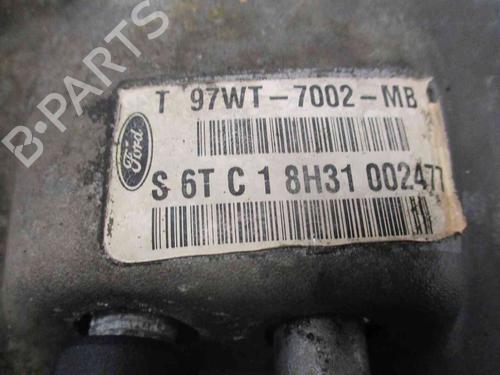 T 97WT-7002-MB
Ford
S 6T C 1 8H31 002477
B-PARTS